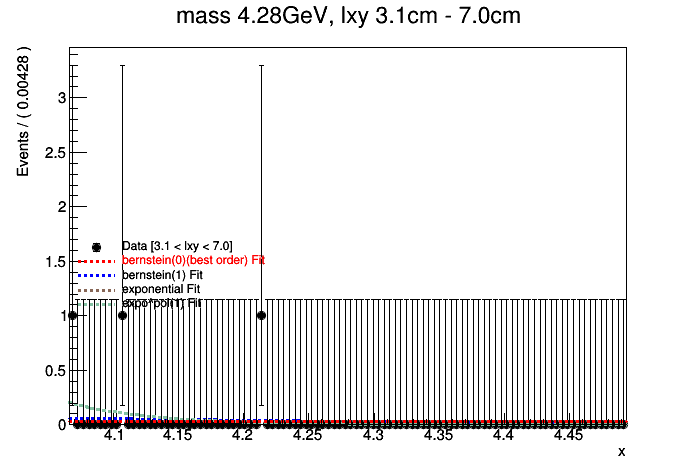 mass 4.28GeV, lxy 3.1cm - 7.0cm
Events / ( 0.00428 )
3
2.5
2
1.5
1
0.5
0
Data [3.1 < lxy < 7.0]
bernstein(0)(best order) Fit
bernstein(1) Fit
exponential Fit
expo*pol(1) Fit
4.1 4.15 4.2 4.25 4.3 4.35 4.4 4.45
x